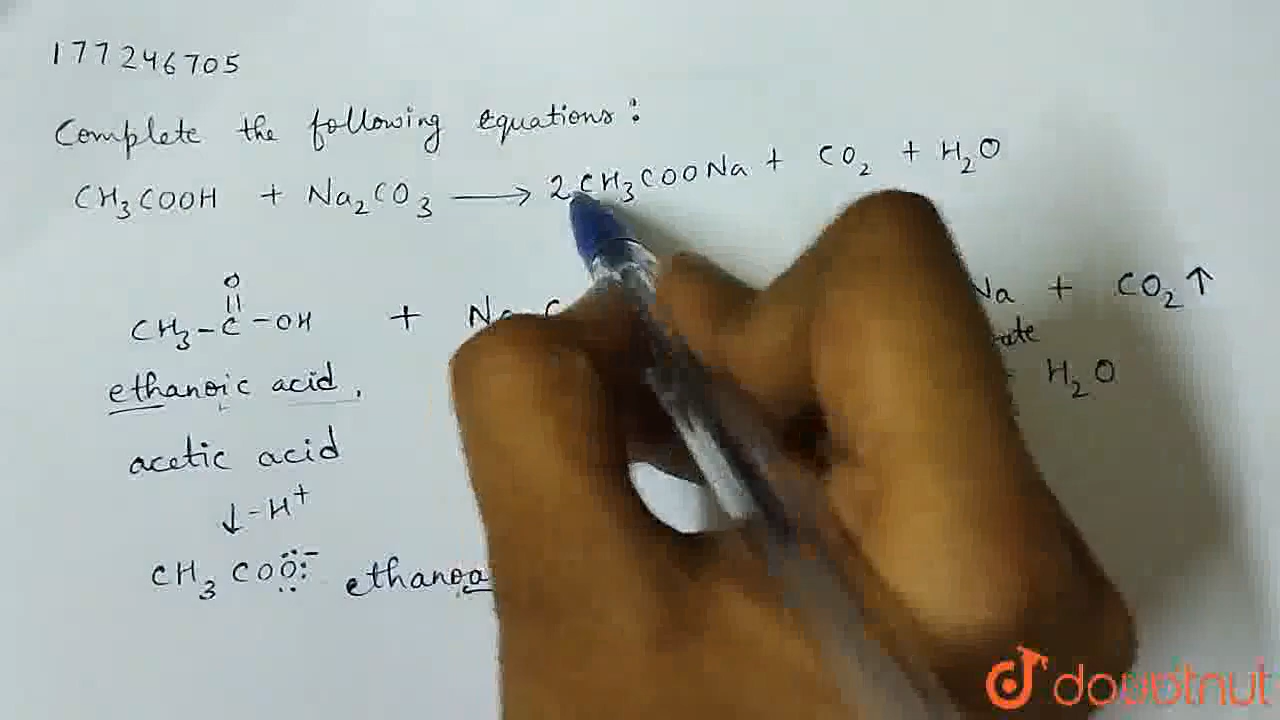 177246705
Complete the following equations:
CH₃COOH + Na₂CO₃ ⟶ 2CH₃COONa + CO₂ + H₂O
O
||
CH₃-C-OH + Na + CO₂↑
ethanoic acid,
H₂O
acetic acid
↓-H⁺
CH₃COO⁻
doubtnut